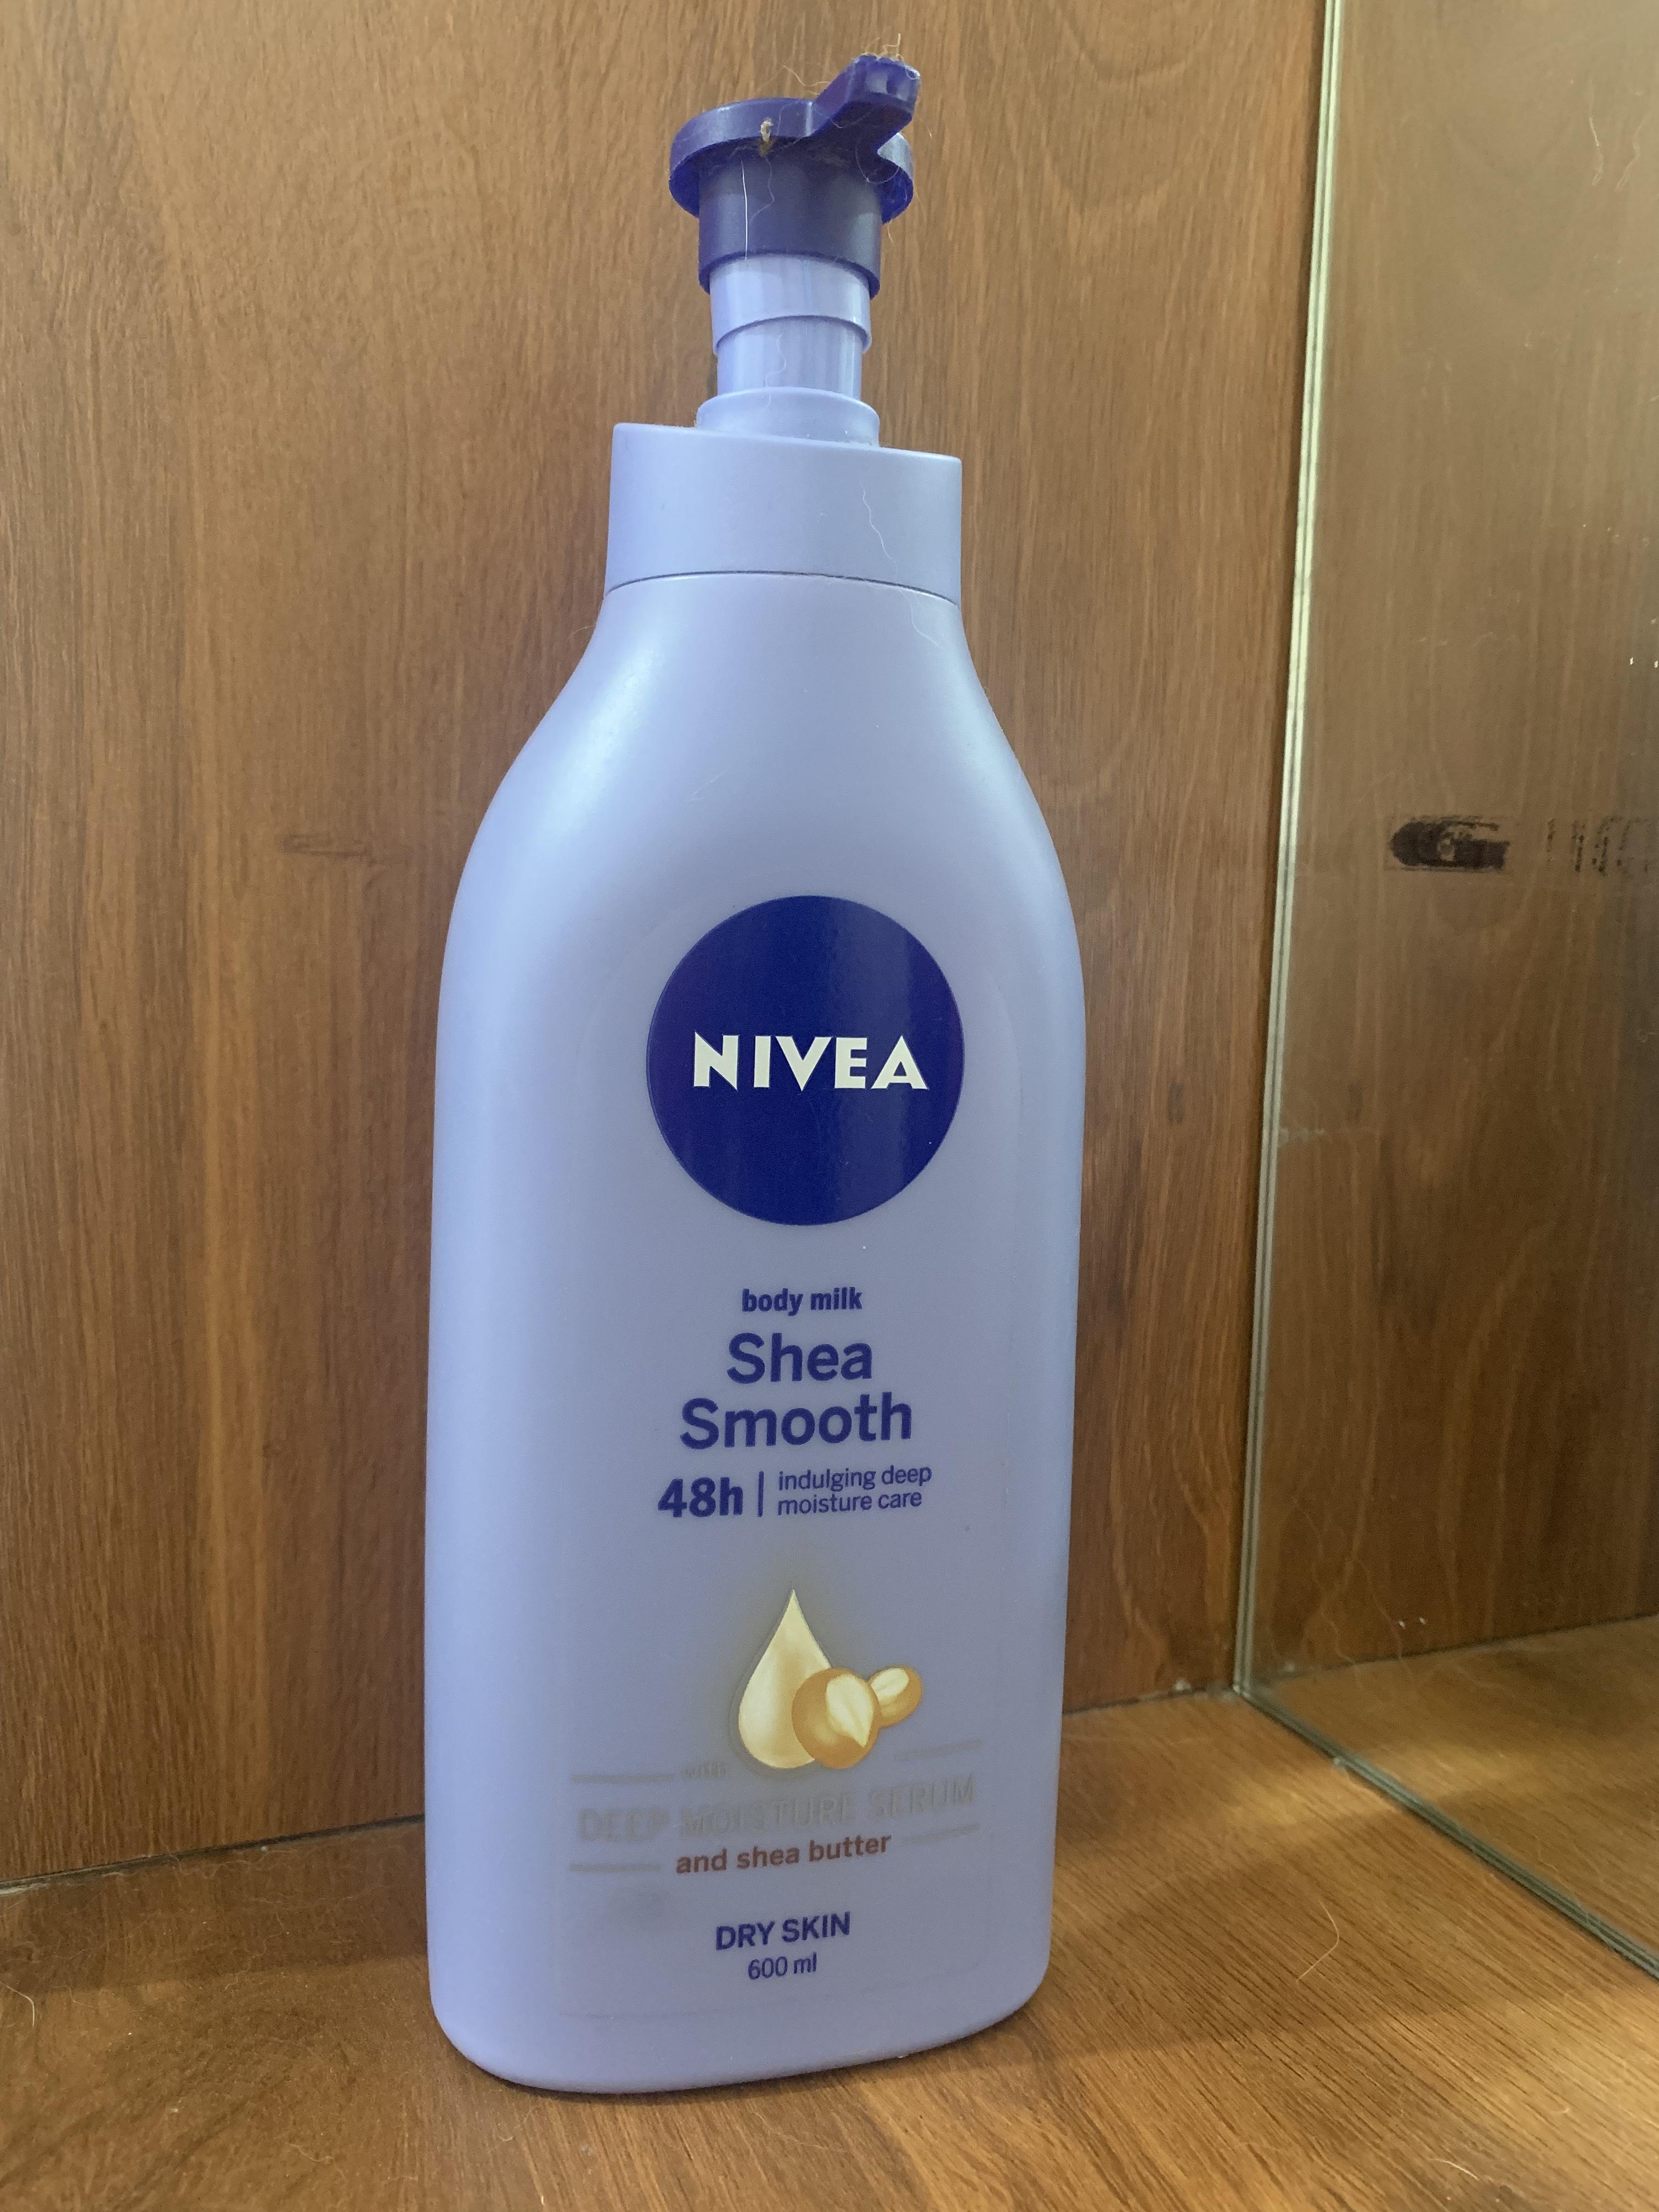 NIVEA
body milk
Shea
Smooth
48h | indulging deep
moisture care
with
DEEP MOISTURE SERUM
and shea butter
DRY SKIN
600 ml